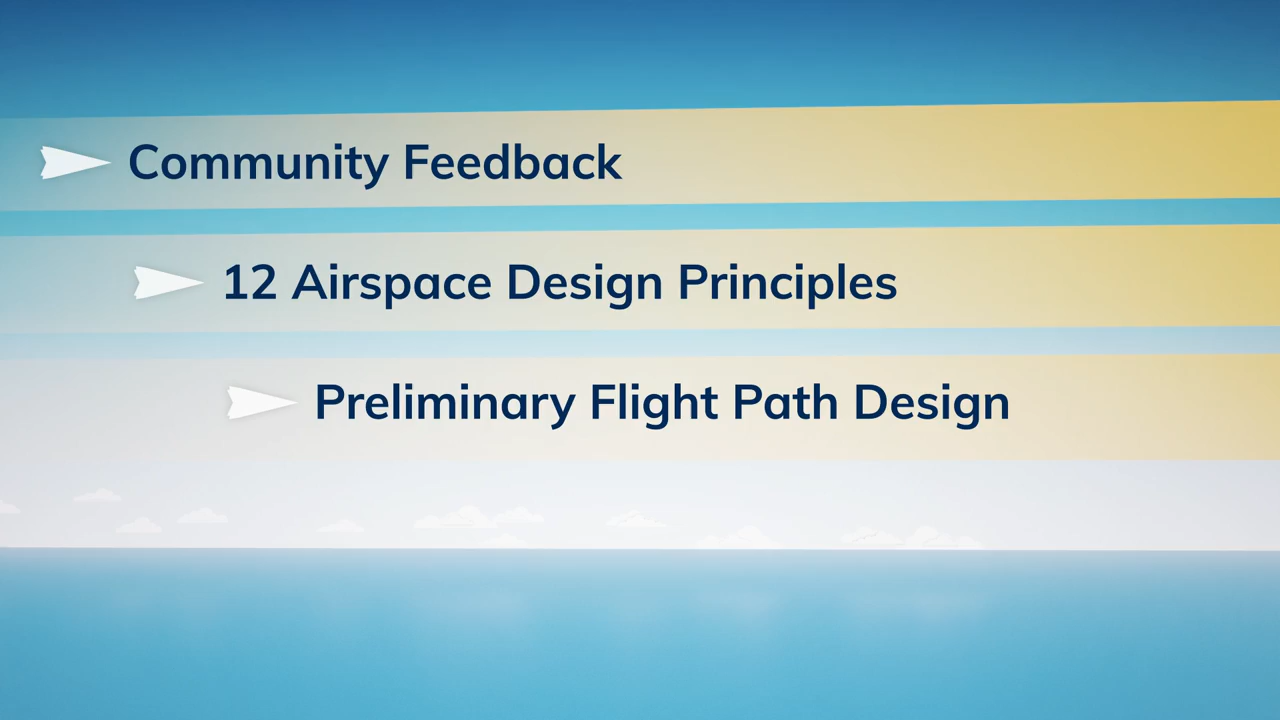 Community Feedback
12 Airspace Design Principles
Preliminary Flight Path Design